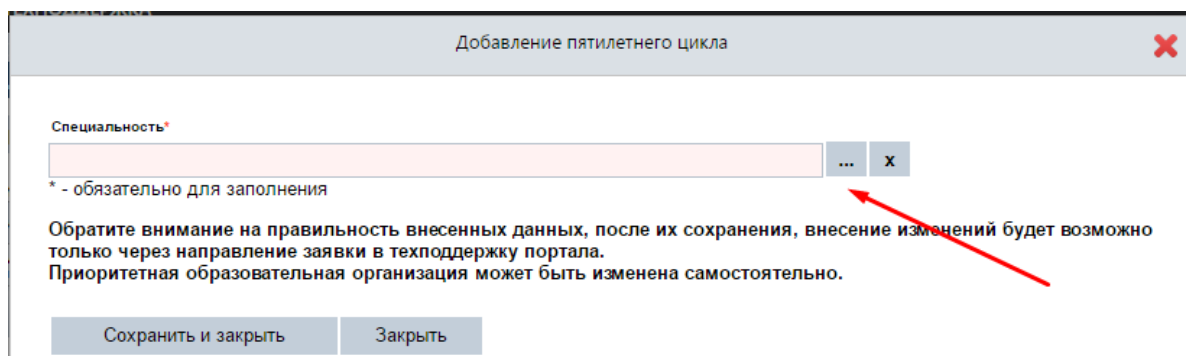 ТЕХПОДДЕРЖКА
Добавление пятилетнего цикла
Специальность*
... x
* - обязательно для заполнения
Обратите внимание на правильность внесенных данных, после их сохранения, внесение изменений будет возможно
только через направление заявки в техподдержку портала.
Приоритетная образовательная организация может быть изменена самостоятельно.
Сохранить и закрыть Закрыть